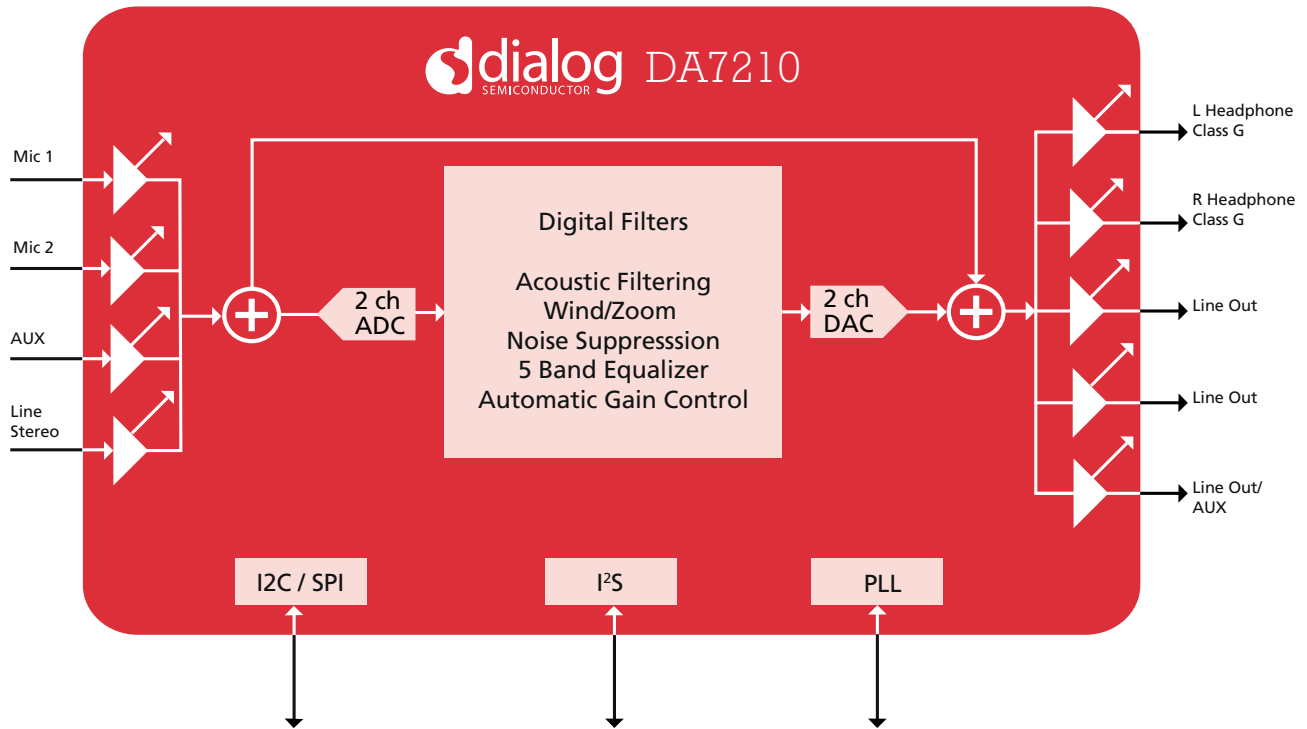 dialog DA7210
SEMICONDUCTOR
Mic 1
Mic 2
AUX
Line
Stereo
2 ch
ADC
Digital Filters
Acoustic Filtering
Wind/Zoom
Noise Suppresssion
5 Band Equalizer
Automatic Gain Control
2 ch
DAC
L Headphone
Class G
R Headphone
Class G
Line Out
Line Out
Line Out/
AUX
I2C / SPI
I²S
PLL